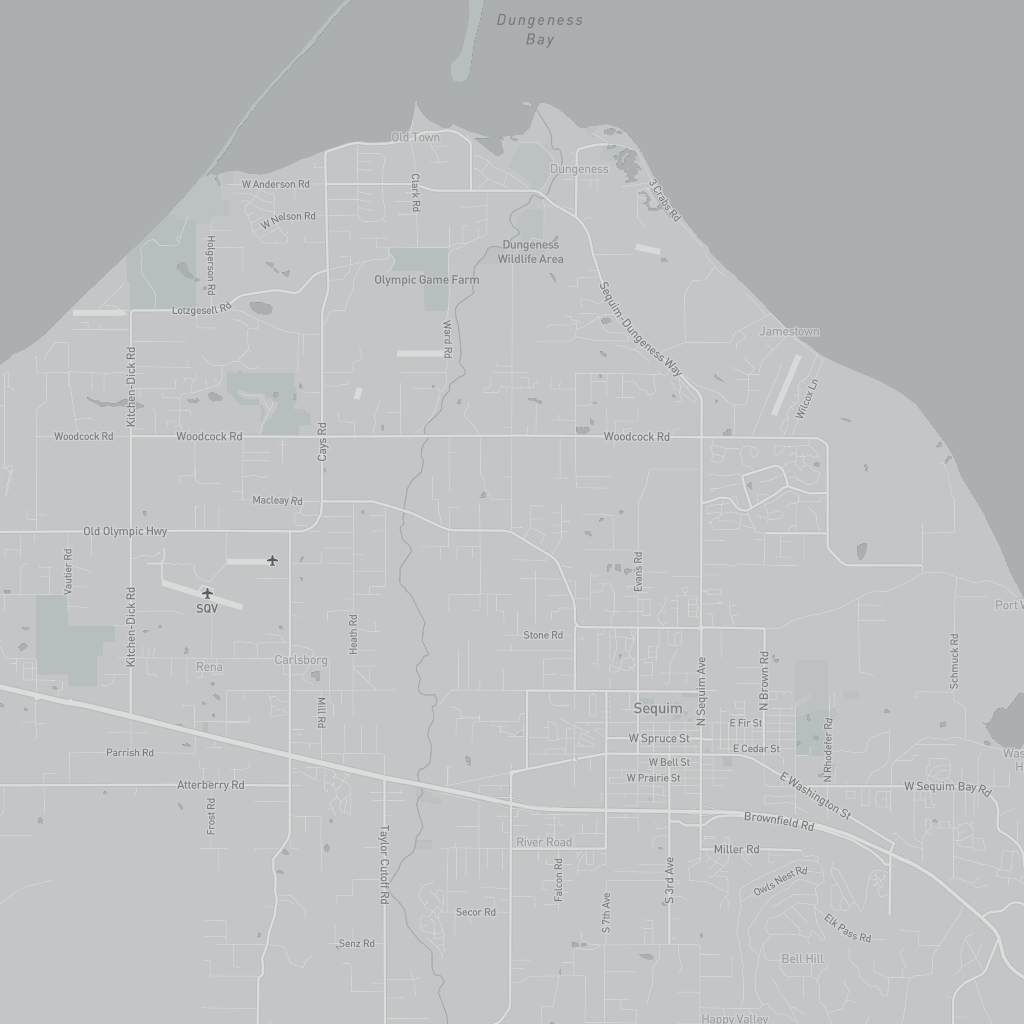 Dungeness
Bay
Old Town
Dungeness
W Anderson Rd
Clark Rd
3 Crabs Rd
W Nelson Rd
Holgerson Rd
Dungeness
Wildlife Area
Olympic Game Farm
Lotzgesell Rd
Sequim-Dungeness Way
Ward Rd
Jamestown
Kitchen-Dick Rd
Wilcox Ln
Woodcock Rd
Woodcock Rd
Cays Rd
Woodcock Rd
Macleay Rd
Old Olympic Hwy
Vautier Rd
Evans Rd
SQV
Kitchen-Dick Rd
Heath Rd
Stone Rd
Port
Rena
Carlsborg
Schmuck Rd
N Sequim Ave
N Brown Rd
Mill Rd
Sequim
E Fir St
W Spruce St
N Rhodefer Rd
E Cedar St
Parrish Rd
W Bell St
W Prairie St
Atterberry Rd
E Washington St
W Sequim Bay Rd
Frost Rd
Brownfield Rd
Taylor Cutoff Rd
River Road
Miller Rd
Falcon Rd
S 3rd Ave
Owls Nest Rd
S 7th Ave
Secor Rd
Elk Pass Rd
Senz Rd
Bell Hill
Happy Valley